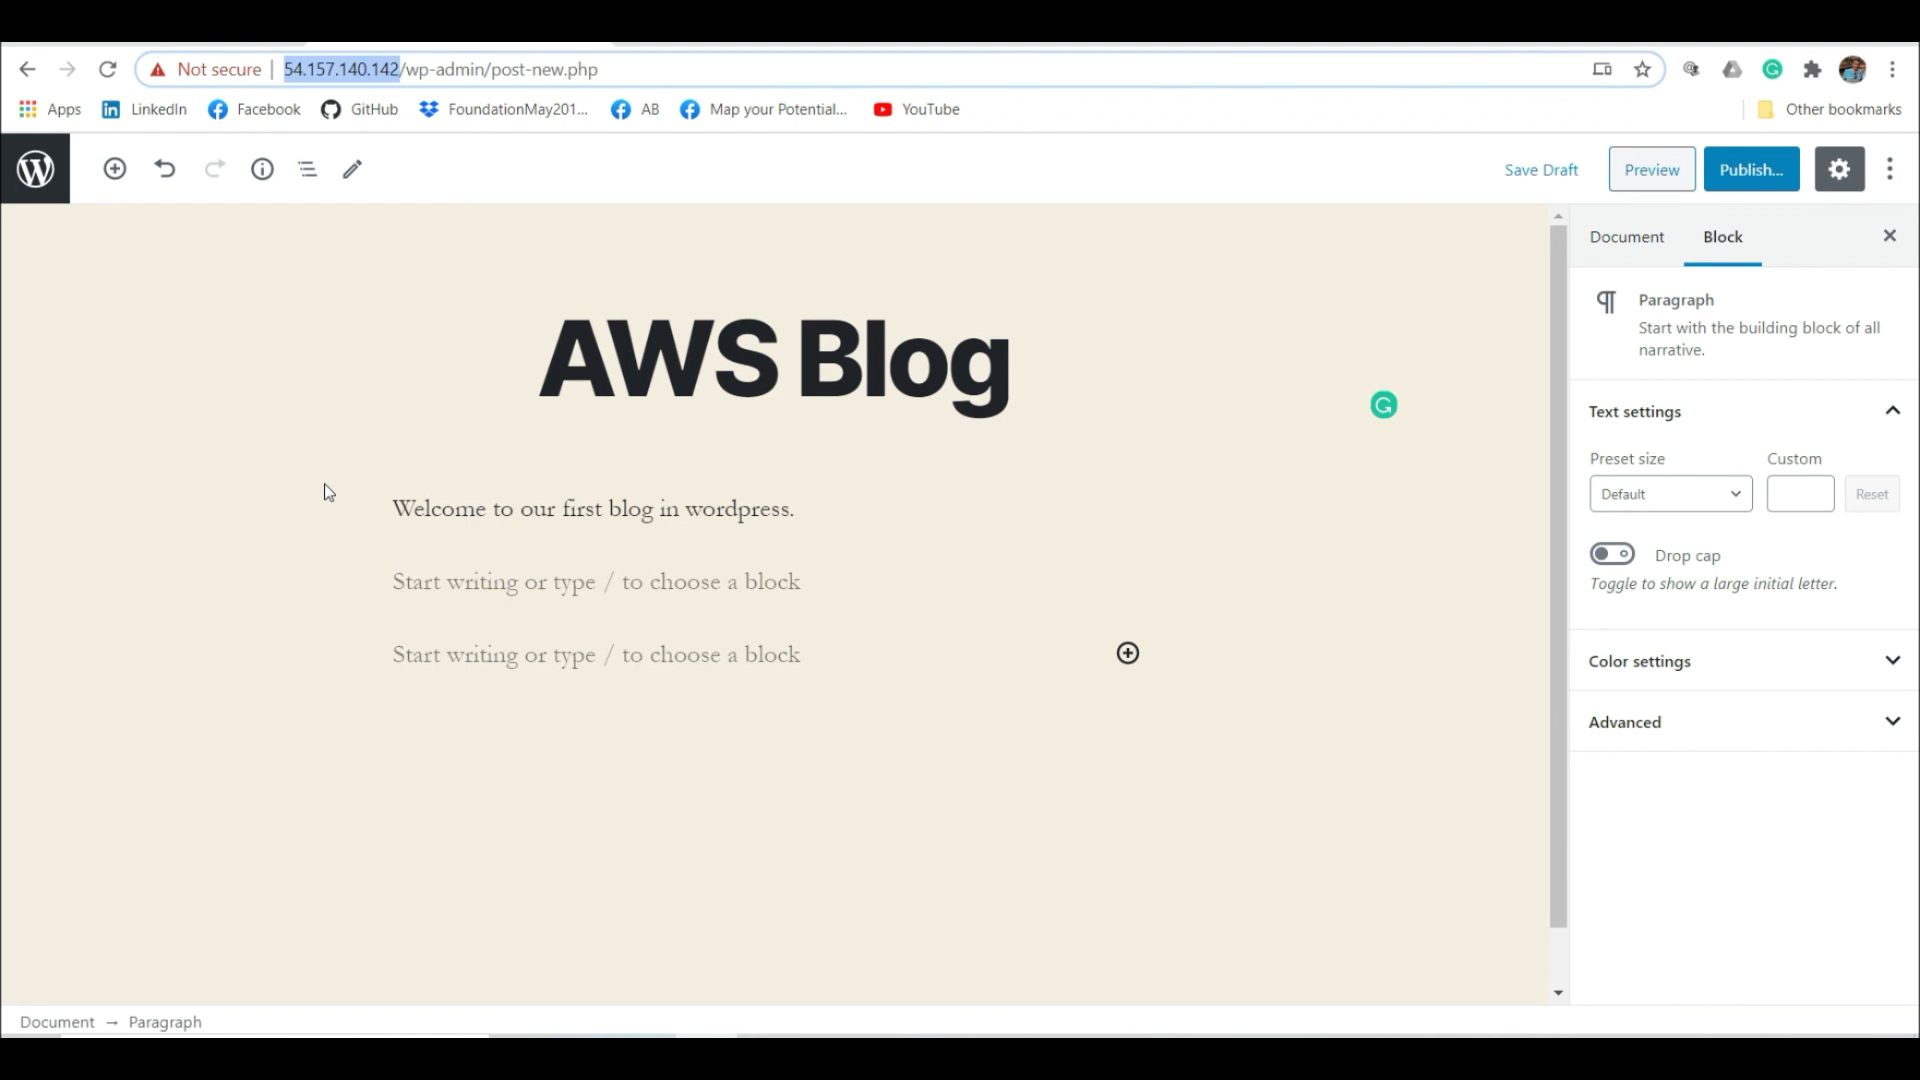 Not secure | 54.157.140.142/wp-admin/post-new.php
Apps LinkedIn Facebook GitHub FoundationMay201... AB Map your Potential... YouTube Other bookmarks
Save Draft Preview Publish...
Document Block
Paragraph
Start with the building block of all
narrative.
AWS Blog
Text settings
Preset size Custom
Default Reset
Welcome to our first blog in wordpress.
Drop cap
Toggle to show a large initial letter.
Start writing or type / to choose a block
Start writing or type / to choose a block
Color settings
Advanced
Document → Paragraph